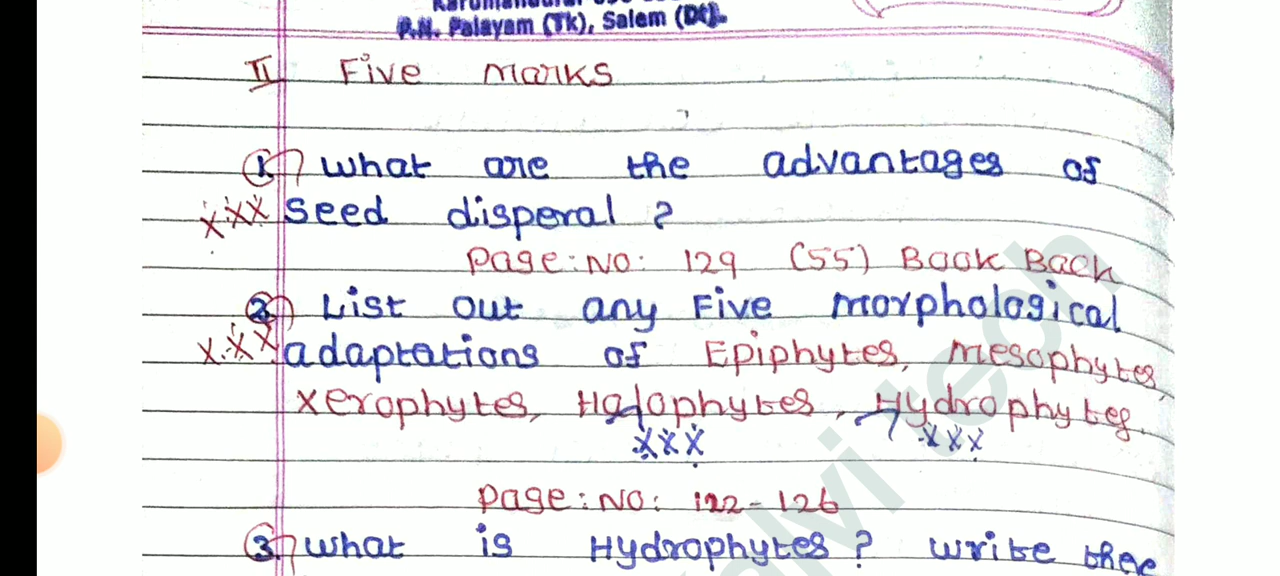 P.N. Palayam (Tk), Salem (Dt).
II Five marks
1) What are the advantages of
xxx seed disperal ?
Page: No: 129 (55) Book Back
2) List out any Five morphological
x.xx adaptations of Epiphytes, mesophytes,
xerophytes, Halophytes, Hydrophytes.
xxx xxx
Page: No: 122-126
3) What is Hydrophytes ? write thee